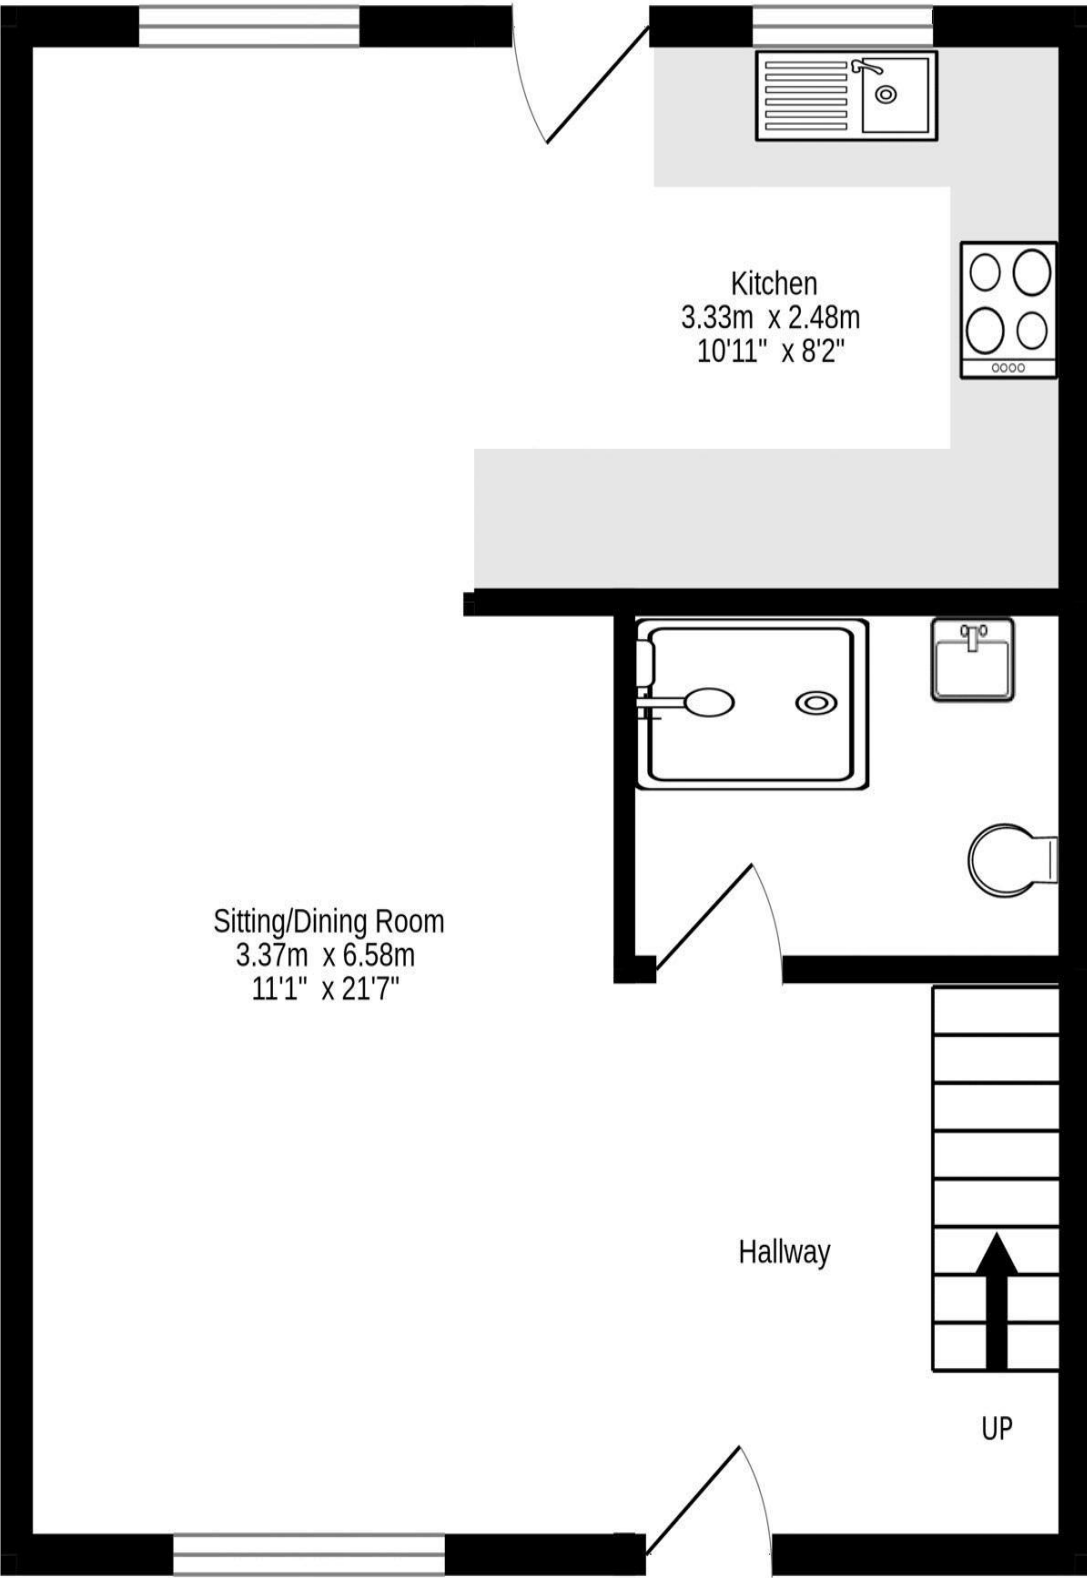 Kitchen
3.33m x 2.48m
10'11" x 8'2"
Sitting/Dining Room
3.37m x 6.58m
11'1" x 21'7"
Hallway
UP